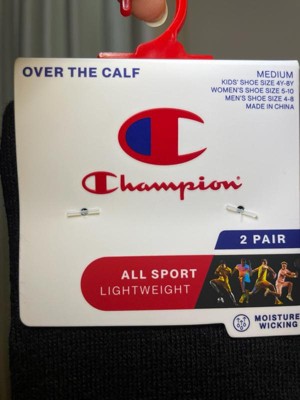 OVER THE CALF
MEDIUM
KIDS' SHOE SIZE 4Y-8Y
WOMEN'S SHOE SIZE 5-10
MEN'S SHOE SIZE 4-8
MADE IN CHINA
Champion
2 PAIR
ALL SPORT
LIGHTWEIGHT
MOISTURE
WICKING